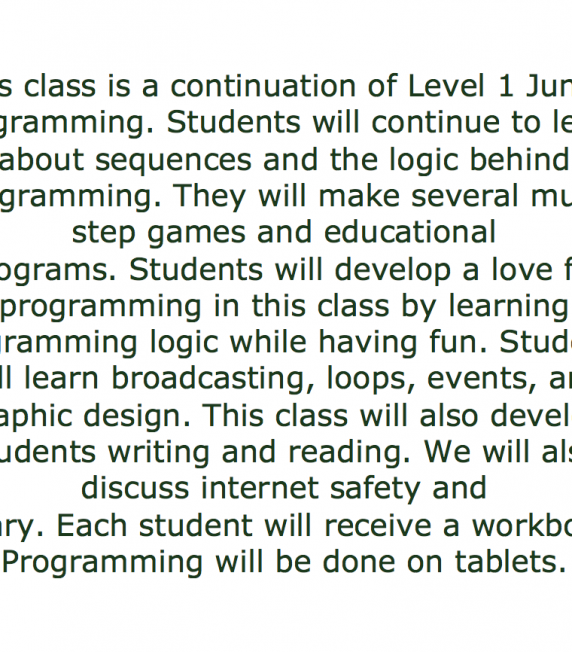 s class is a continuation of Level 1 Jun
gramming. Students will continue to le
about sequences and the logic behind
gramming. They will make several mu
step games and educational
ograms. Students will develop a love f
programming in this class by learning
gramming logic while having fun. Stude
ll learn broadcasting, loops, events, a
aphic design. This class will also devel
udents writing and reading. We will als
discuss internet safety and
ary. Each student will receive a workbo
Programming will be done on tablets.